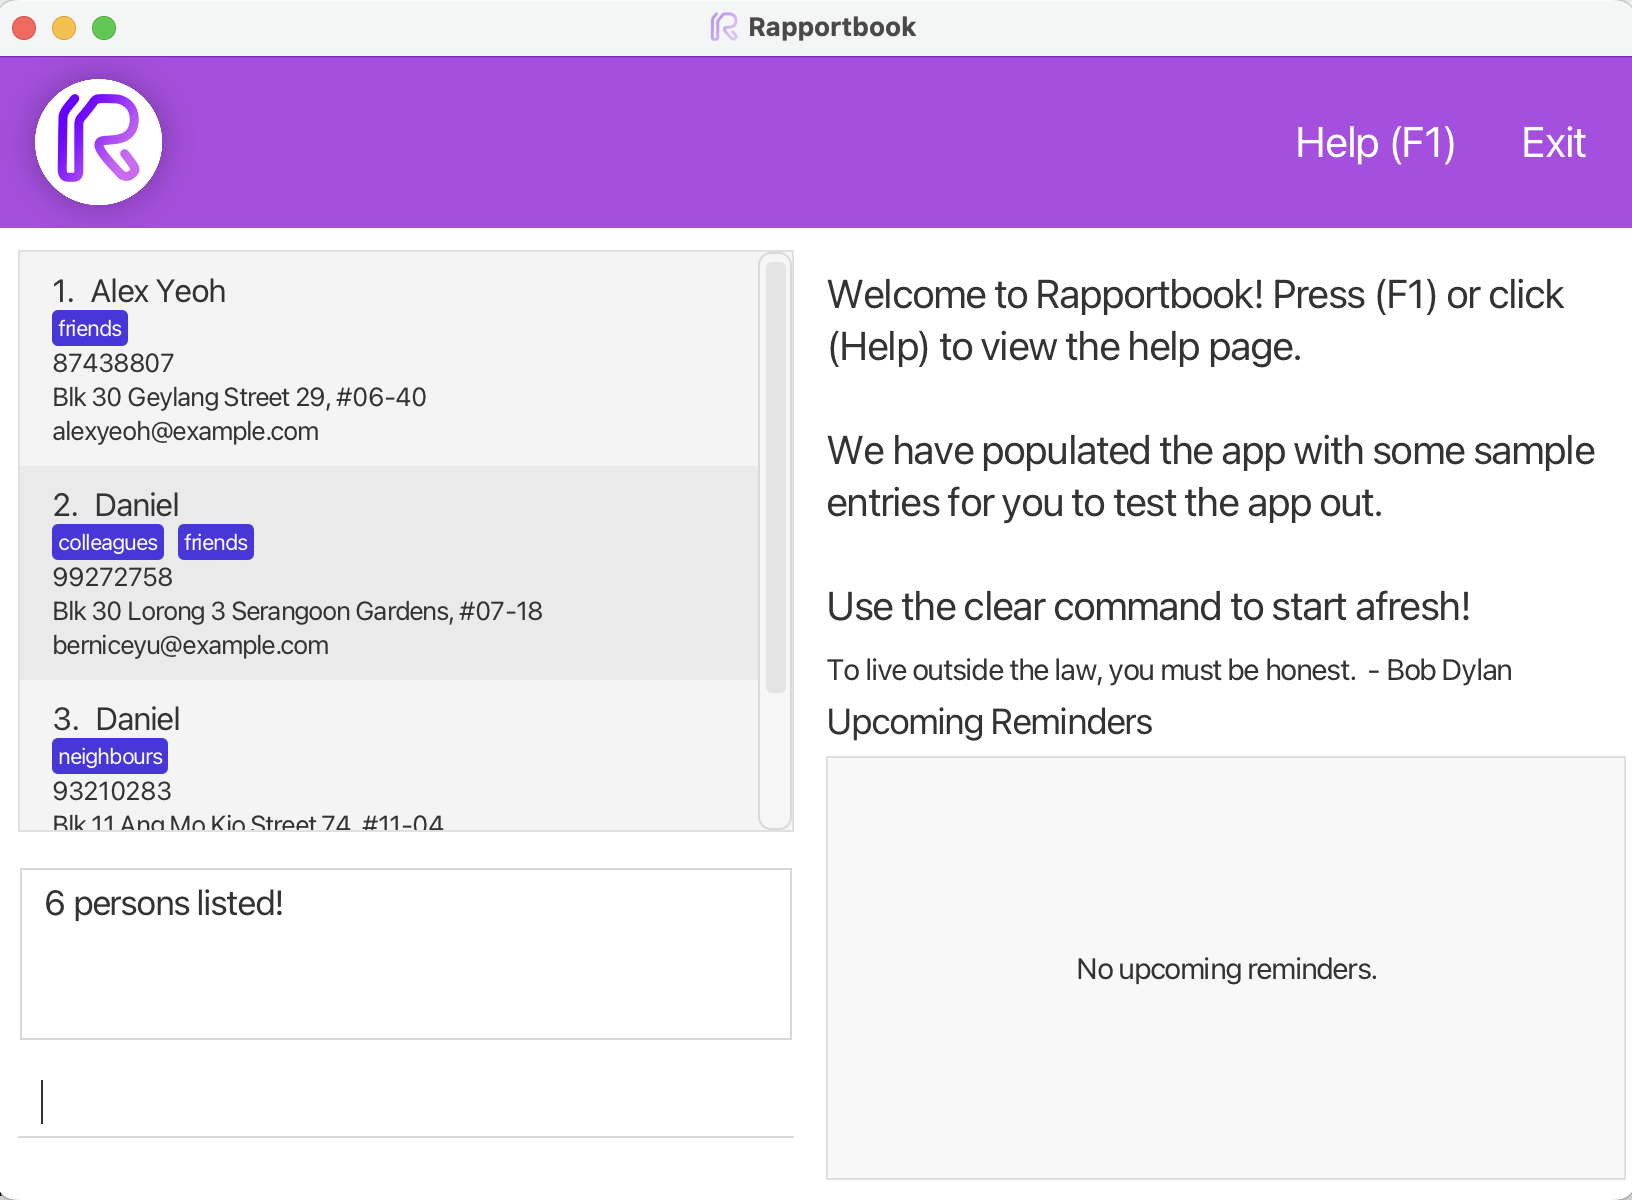 Rapportbook
Help (F1) Exit
1. Alex Yeoh
friends
87438807
Blk 30 Geylang Street 29, #06-40
alexyeoh@example.com
2. Daniel
colleagues friends
99272758
Blk 30 Lorong 3 Serangoon Gardens, #07-18
berniceyu@example.com
3. Daniel
neighbours
93210283
Blk 11 Ang Mo Kio Street 74, #11-04
6 persons listed!
Welcome to Rapportbook! Press (F1) or click
(Help) to view the help page.
We have populated the app with some sample
entries for you to test the app out.
Use the clear command to start afresh!
To live outside the law, you must be honest. - Bob Dylan
Upcoming Reminders
No upcoming reminders.